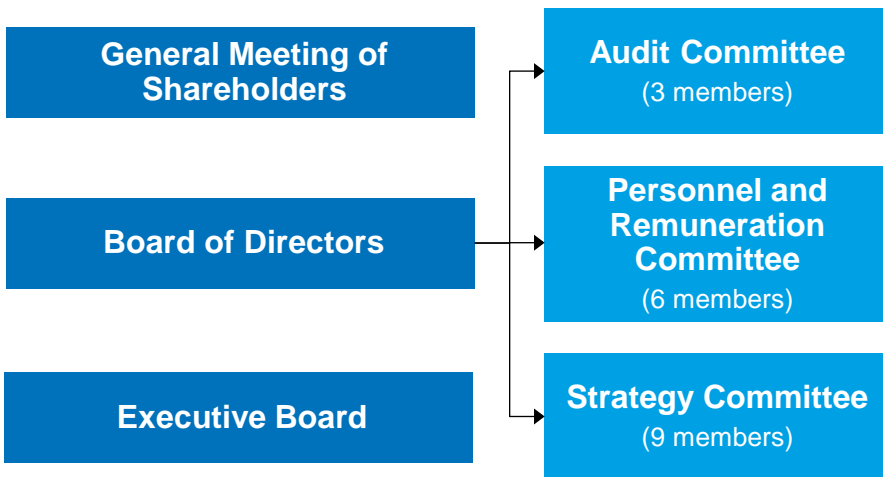 General Meeting of
Shareholders
Board of Directors
Executive Board
Audit Committee
(3 members)
Personnel and
Remuneration
Committee
(6 members)
Strategy Committee
(9 members)